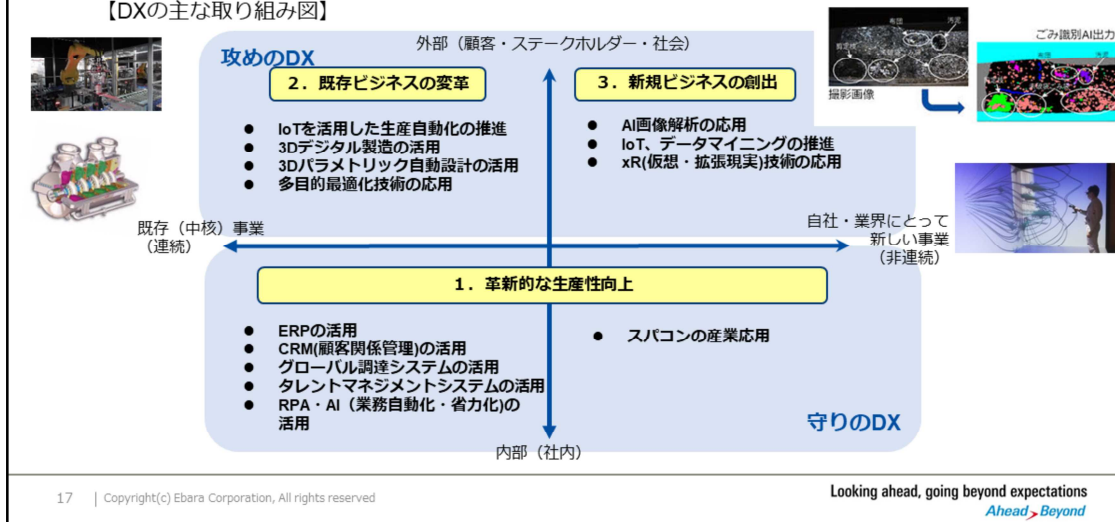 【DXの主な取り組み図】
攻めのDX
外部（顧客・ステークホルダー・社会）
2．既存ビジネスの変革
IoTを活用した生産自動化の推進
3Dデジタル製造の活用
3Dパラメトリック自動設計の活用
多目的最適化技術の応用
3．新規ビジネスの創出
AI画像解析の応用
IoT、データマイニングの推進
xR(仮想・拡張現実)技術の応用
布団
汚泥
撮影画像
ごみ識別AI出力
布団
汚泥
既存（中核）事業
（連続）
自社・業界にとって
新しい事業
（非連続）
1．革新的な生産性向上
ERPの活用
CRM(顧客関係管理)の活用
グローバル調達システムの活用
タレントマネジメントシステムの活用
RPA・AI（業務自動化・省力化)の
活用
スパコンの産業応用
守りのDX
内部（社内）
17 | Copyright(c) Ebara Corporation, All rights reserved
Looking ahead, going beyond expectations
Ahead Beyond